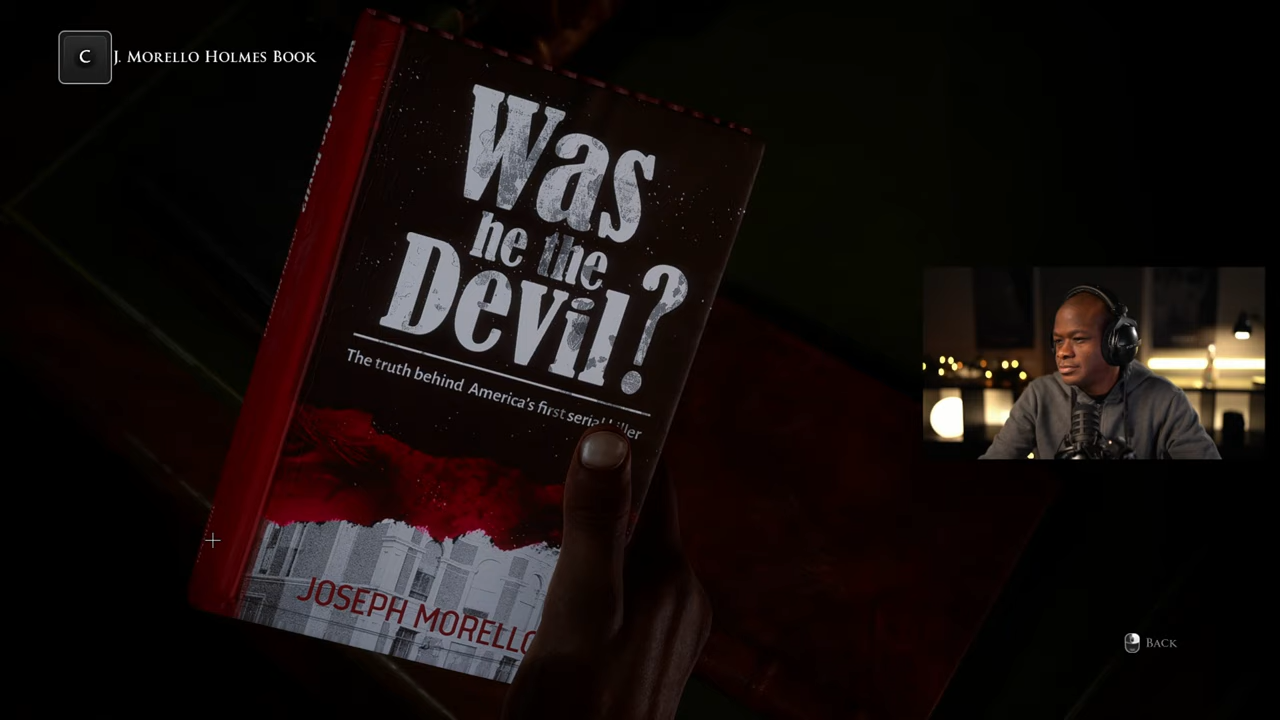 C
J. Morello Holmes Book
Was
he the
Devil?
The truth behind America's first serial killer
JOSEPH MORELLO
Back